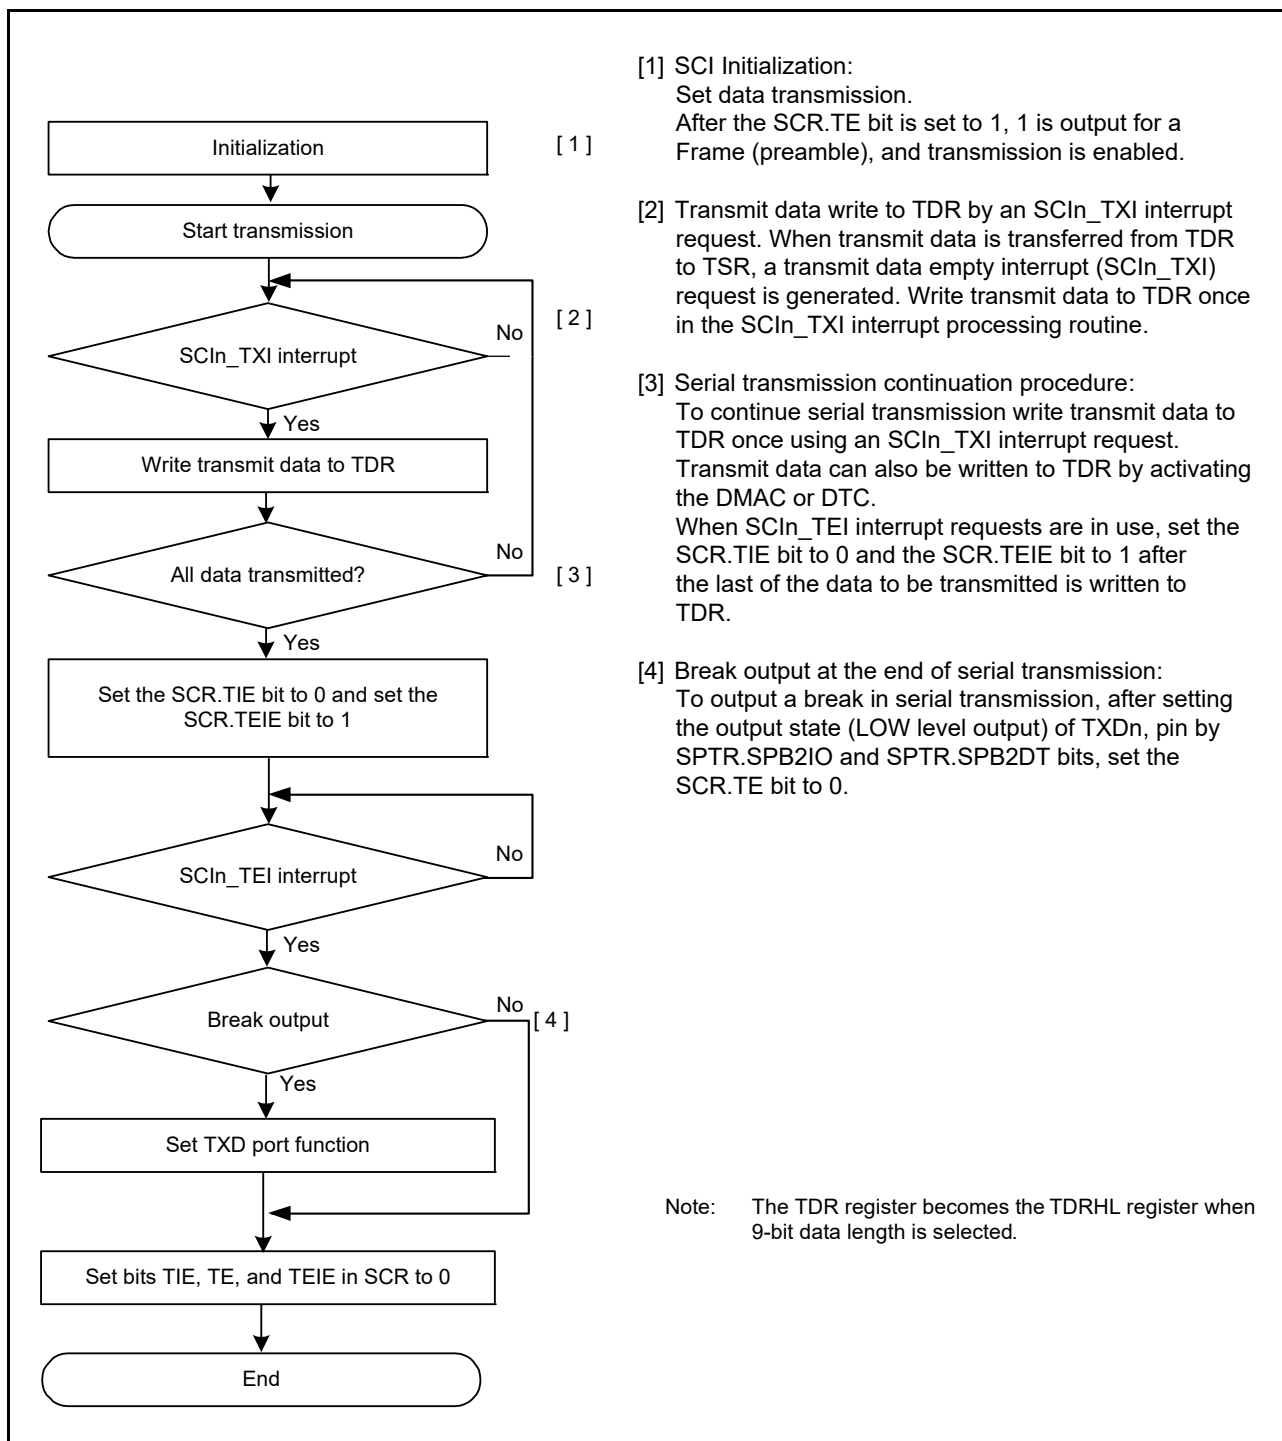 Initialization
[ 1 ]
Start transmission
SCIn_TXI interrupt
No
[ 2 ]
Yes
Write transmit data to TDR
All data transmitted?
No
[ 3 ]
Yes
Set the SCR.TIE bit to 0 and set the
SCR.TEIE bit to 1
SCIn_TEI interrupt
No
Yes
Break output
No
[ 4 ]
Yes
Set TXD port function
Set bits TIE, TE, and TEIE in SCR to 0
End
[1] SCI Initialization:
Set data transmission.
After the SCR.TE bit is set to 1, 1 is output for a
Frame (preamble), and transmission is enabled.
[2] Transmit data write to TDR by an SCIn_TXI interrupt
request. When transmit data is transferred from TDR
to TSR, a transmit data empty interrupt (SCIn_TXI)
request is generated. Write transmit data to TDR once
in the SCIn_TXI interrupt processing routine.
[3] Serial transmission continuation procedure:
To continue serial transmission write transmit data to
TDR once using an SCIn_TXI interrupt request.
Transmit data can also be written to TDR by activating
the DMAC or DTC.
When SCIn_TEI interrupt requests are in use, set the
SCR.TIE bit to 0 and the SCR.TEIE bit to 1 after
the last of the data to be transmitted is written to
TDR.
[4] Break output at the end of serial transmission:
To output a break in serial transmission, after setting
the output state (LOW level output) of TXDn, pin by
SPTR.SPB2IO and SPTR.SPB2DT bits, set the
SCR.TE bit to 0.
Note: The TDR register becomes the TDRHL register when
9-bit data length is selected.